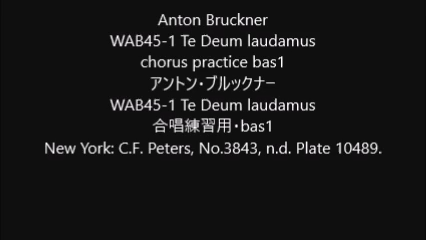 Anton Bruckner
WAB45-1 Te Deum laudamus
chorus practice bas1
アントン・ブルックナー
WAB45-1 Te Deum laudamus
合唱練習用・bas1
New York: C.F. Peters, No.3843, n.d. Plate 10489.